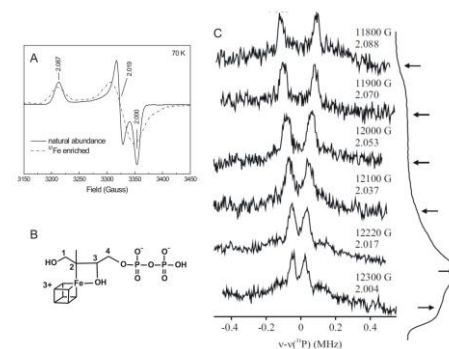 A
70 K
2.087
2.019
2.000
natural abundance
⁵⁷Fe enriched
3150 3200 3250 3300 3350 3400 3450
Field (Gauss)
B
1
HO
2
3
4
O-P-O-P-OH
O⁻ O⁻
O O
Fe
OH
3+
C
11800 G
2.088
11900 G
2.070
12000 G
2.053
12100 G
2.037
12220 G
2.017
12300 G
2.004
-0.4 -0.2 0.0 0.2 0.4
ν-ν(³¹P) (MHz)